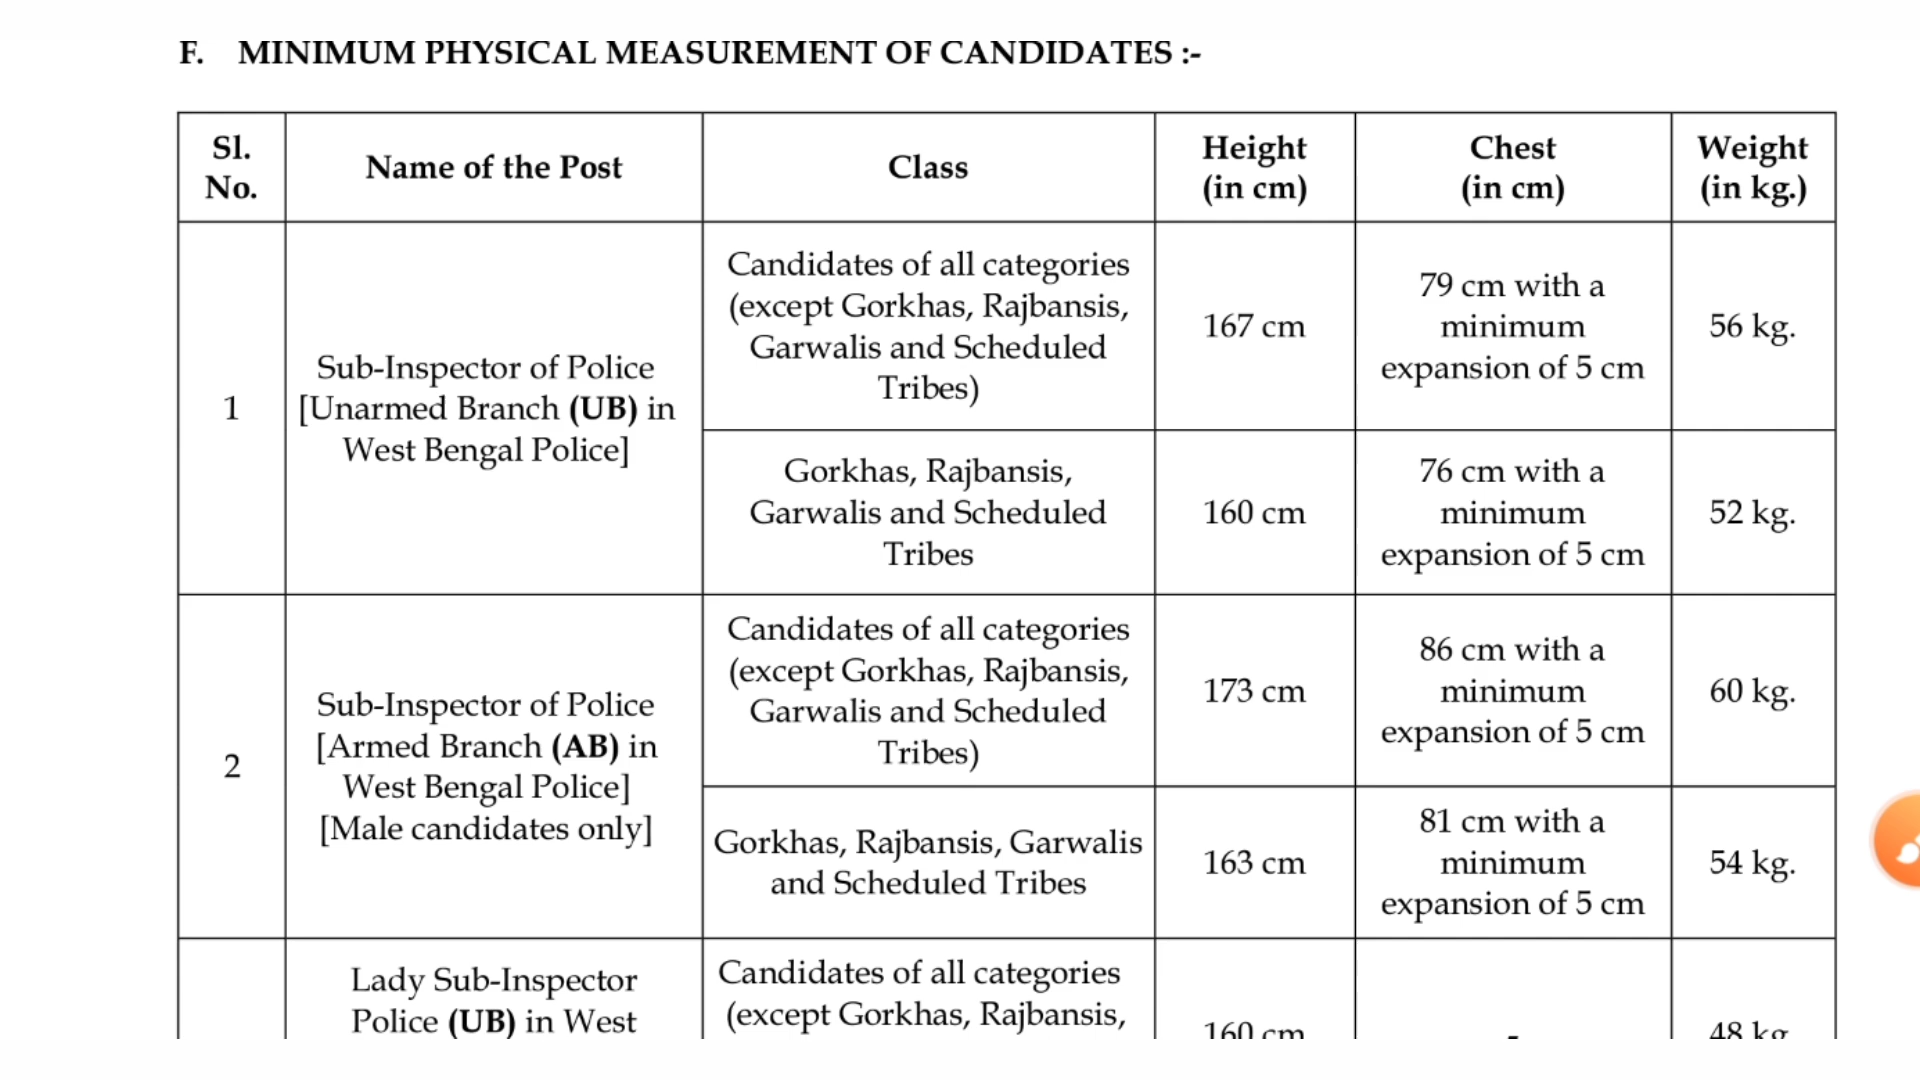 F. MINIMUM PHYSICAL MEASUREMENT OF CANDIDATES :-
Sl.
No.
Name of the Post
Class
Height
(in cm)
Chest
(in cm)
Weight
(in kg.)
1
Sub-Inspector of Police
[Unarmed Branch (UB) in
West Bengal Police]
Candidates of all categories
(except Gorkhas, Rajbansis,
Garwalis and Scheduled
Tribes)
167 cm
79 cm with a
minimum
expansion of 5 cm
56 kg.
Gorkhas, Rajbansis,
Garwalis and Scheduled
Tribes
160 cm
76 cm with a
minimum
expansion of 5 cm
52 kg.
2
Sub-Inspector of Police
[Armed Branch (AB) in
West Bengal Police]
[Male candidates only]
Candidates of all categories
(except Gorkhas, Rajbansis,
Garwalis and Scheduled
Tribes)
173 cm
86 cm with a
minimum
expansion of 5 cm
60 kg.
Gorkhas, Rajbansis, Garwalis
and Scheduled Tribes
163 cm
81 cm with a
minimum
expansion of 5 cm
54 kg.
Lady Sub-Inspector
Police (UB) in West
Candidates of all categories
(except Gorkhas, Rajbansis,
160 cm
-
48 kg